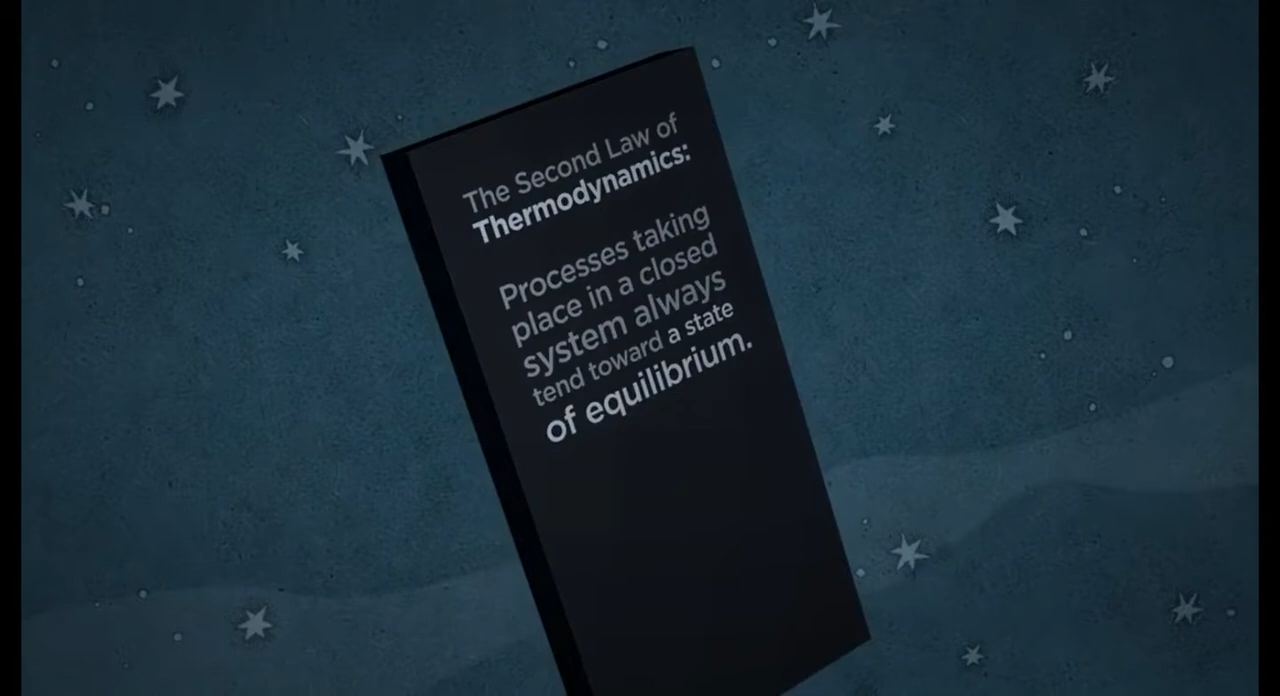 The Second Law of
Thermodynamics:
Processes taking
place in a closed
system always
tend toward a state
of equilibrium.